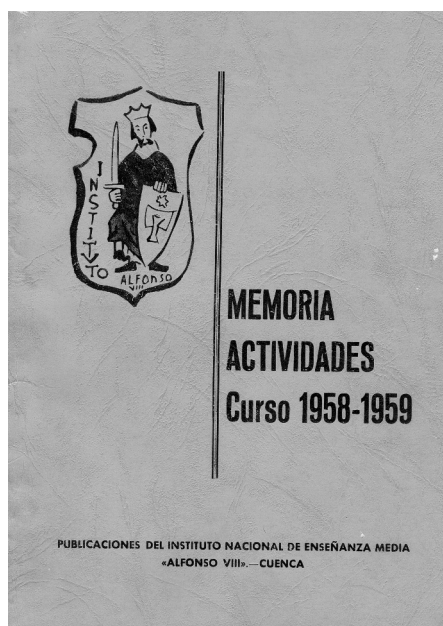 INSTITUTO
ALFONSO
VIII
MEMORIA
ACTIVIDADES
Curso 1958-1959
PUBLICACIONES DEL INSTITUTO NACIONAL DE ENSEÑANZA MEDIA
«ALFONSO VIII».—CUENCA